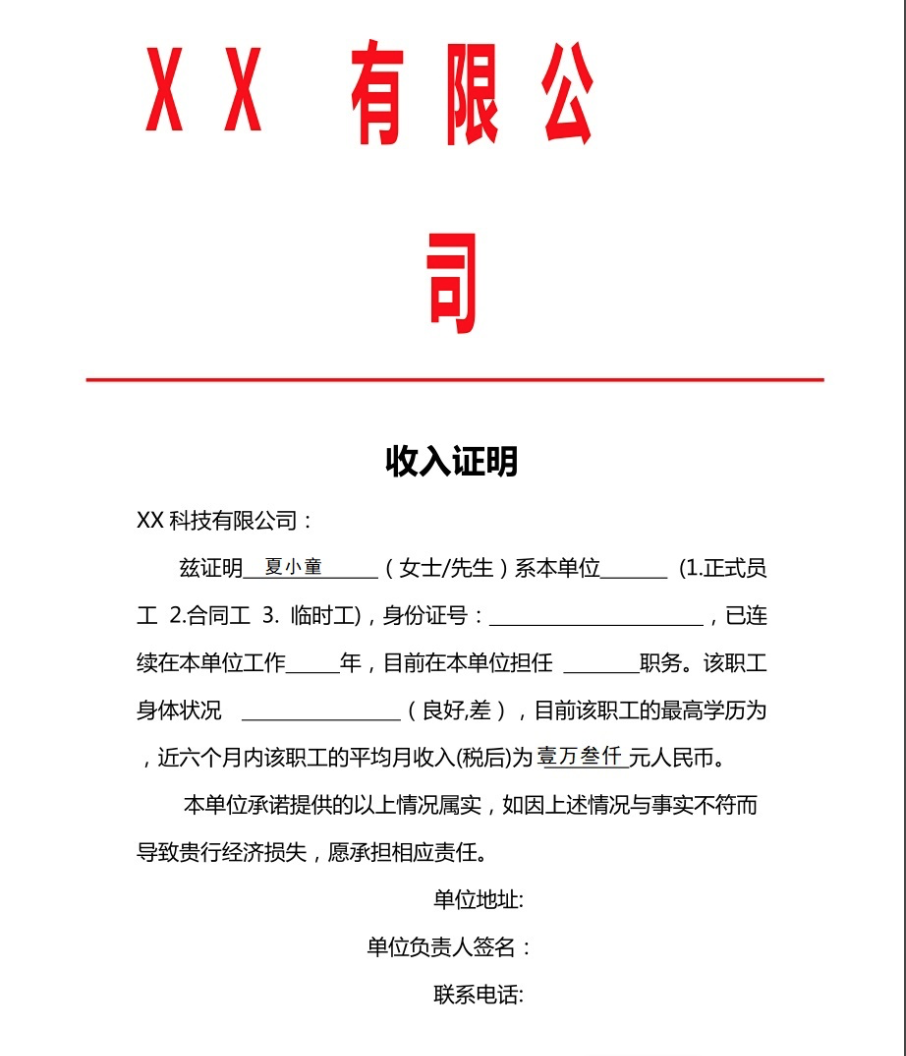 XX 有限公
司
收入证明
XX 科技有限公司：
兹证明 夏小童 （女士/先生）系本单位______ (1.正式员
工 2.合同工 3. 临时工)，身份证号：____________________，已连
续在本单位工作_____年，目前在本单位担任 _______职务。该职工
身体状况 _______________（良好,差），目前该职工的最高学历为
，近六个月内该职工的平均月收入(税后)为 壹万叁仟 元人民币。
本单位承诺提供的以上情况属实，如因上述情况与事实不符而
导致贵行经济损失，愿承担相应责任。
单位地址:
单位负责人签名：
联系电话: